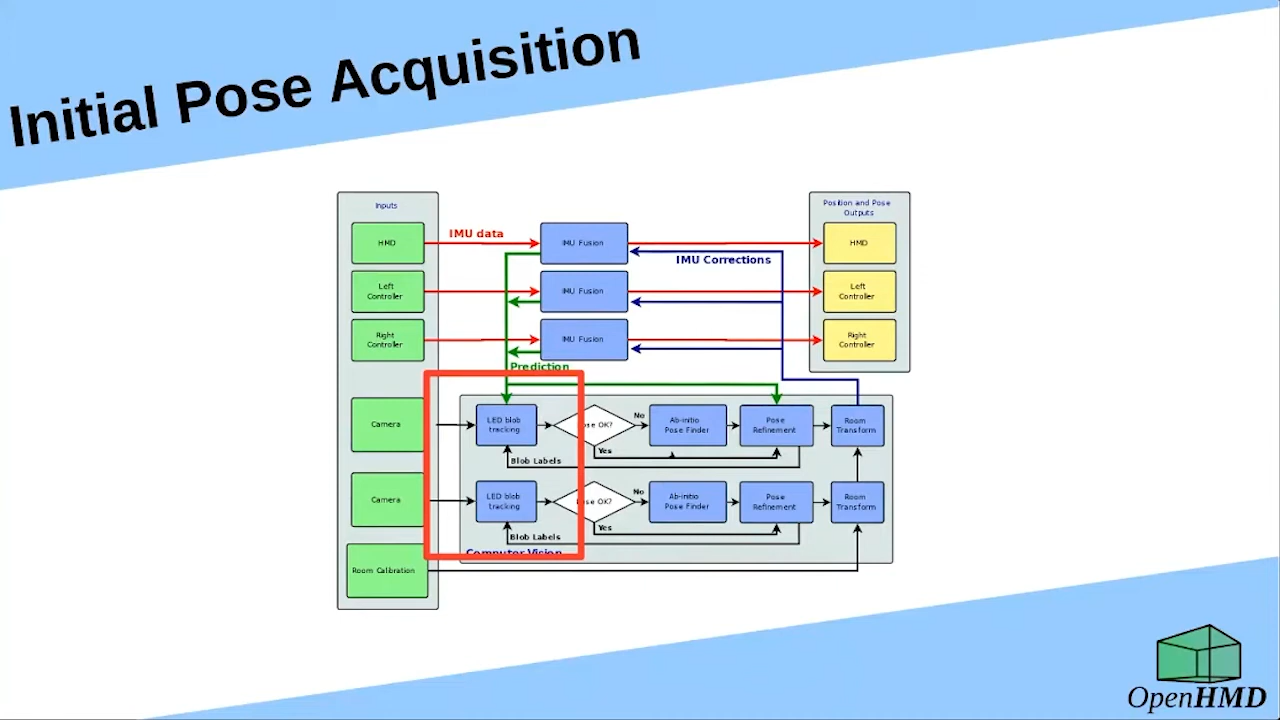 Initial Pose Acquisition
Inputs
Position and Pose
Outputs
HMD
IMU data
IMU Fusion
HMD
IMU Corrections
Left
Controller
IMU Fusion
Left
Controller
Right
Controller
IMU Fusion
Right
Controller
Prediction
Camera
LED blob
tracking
OK?
No
Yes
Ab-initio
Pose Finder
Pose
Refinement
Room
Transform
Blob Labels
Camera
LED blob
tracking
OK?
No
Yes
Ab-initio
Pose Finder
Pose
Refinement
Room
Transform
Blob Labels
Computer Vision
Room Calibration
OpenHMD